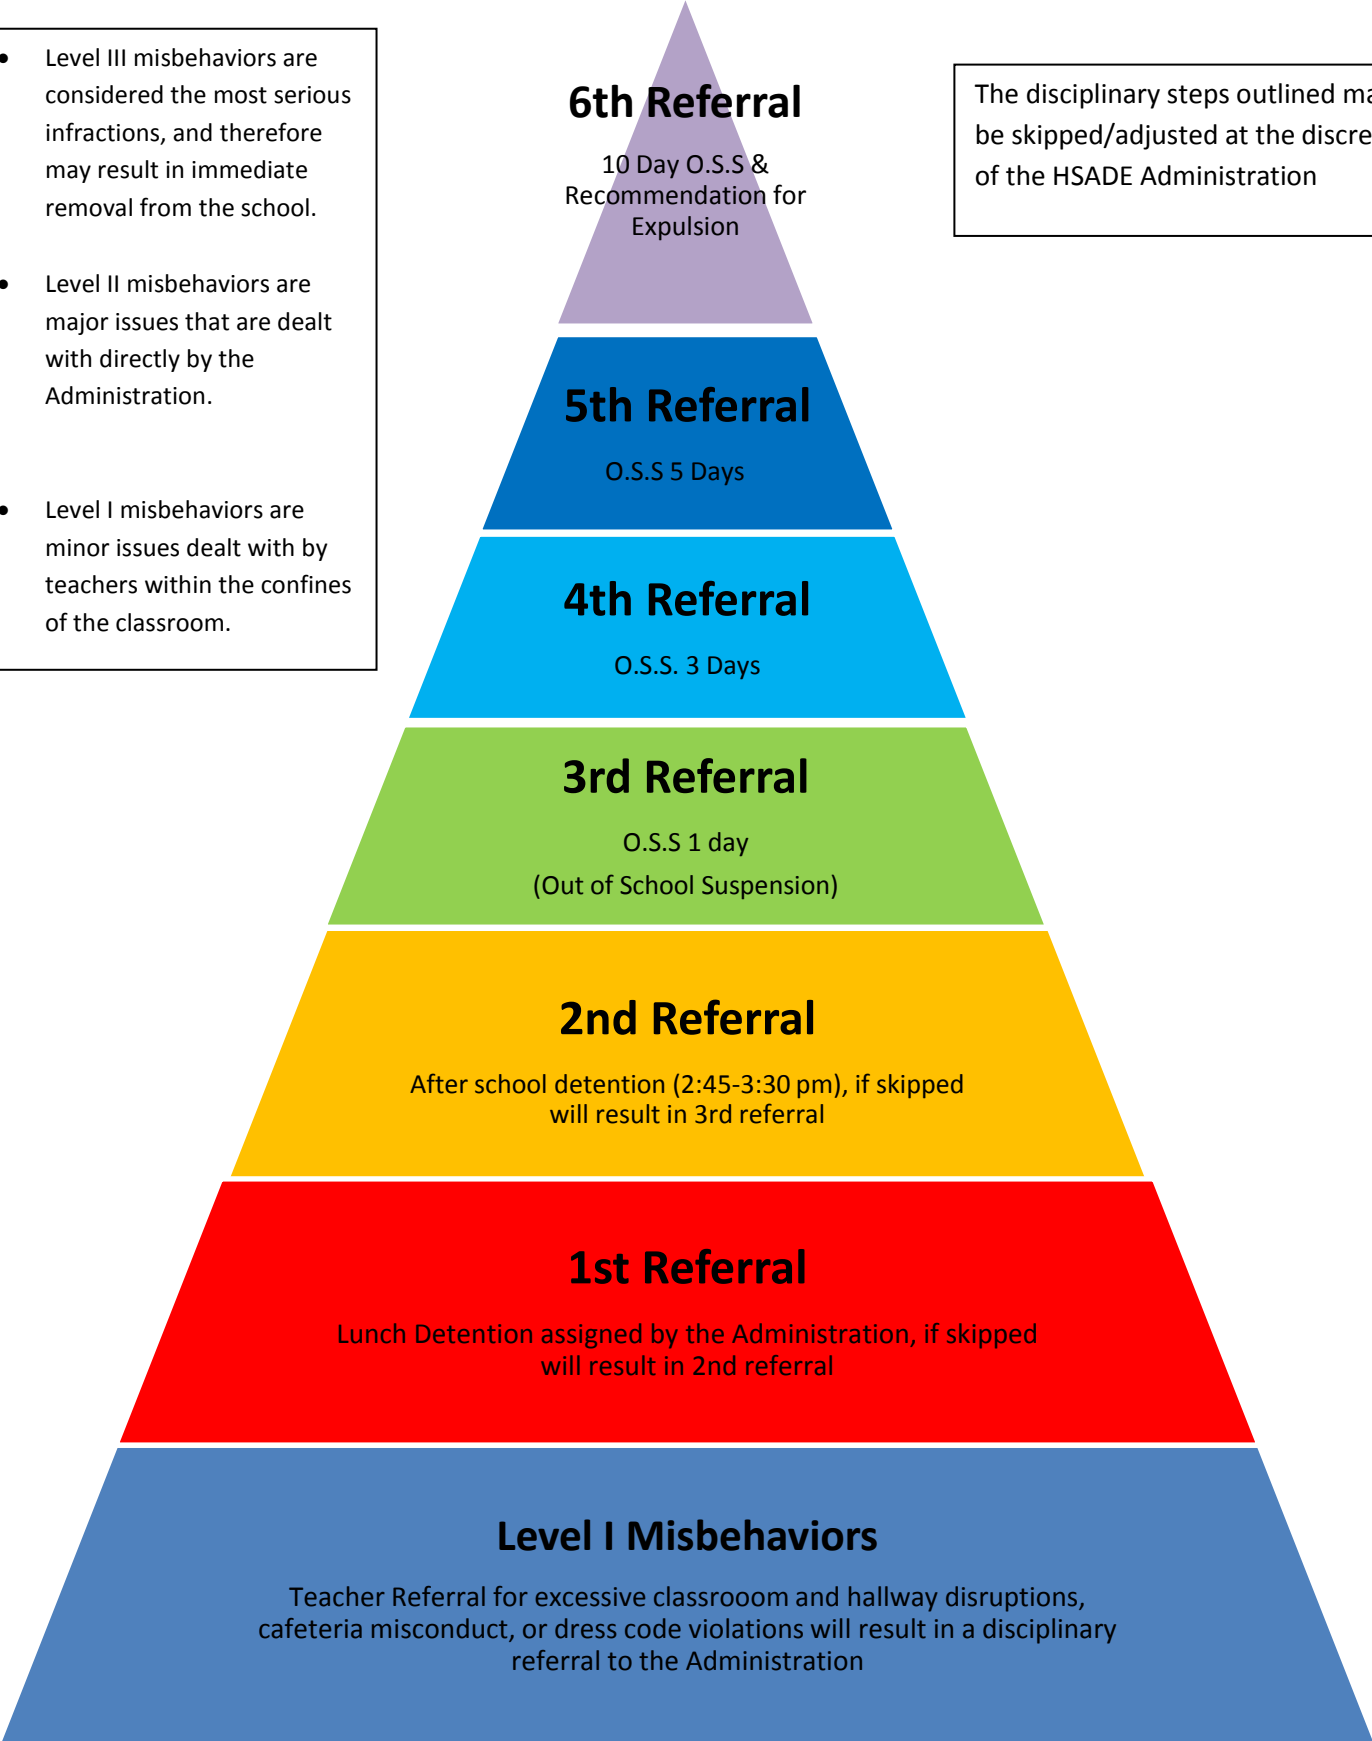 • Level III misbehaviors are
considered the most serious
infractions, and therefore
may result in immediate
removal from the school.
• Level II misbehaviors are
major issues that are dealt
with directly by the
Administration.
• Level I misbehaviors are
minor issues dealt with by
teachers within the confines
of the classroom.
The disciplinary steps outlined
be skipped/adjusted at the
of the HSADE Administration
6th Referral
10 Day O.S.S &
Recommendation for
Expulsion
5th Referral
O.S.S 5 Days
4th Referral
O.S.S. 3 Days
3rd Referral
O.S.S 1 day
(Out of School Suspension)
2nd Referral
After school detention (2:45-3:30 pm), if skipped
will result in 3rd referral
1st Referral
Lunch Detention assigned by the Administration, if skipped
will result in 2nd referral
Level I Misbehaviors
Teacher Referral for excessive classrooom and hallway disruptions,
cafeteria misconduct, or dress code violations will result in a disciplinary
referral to the Administration